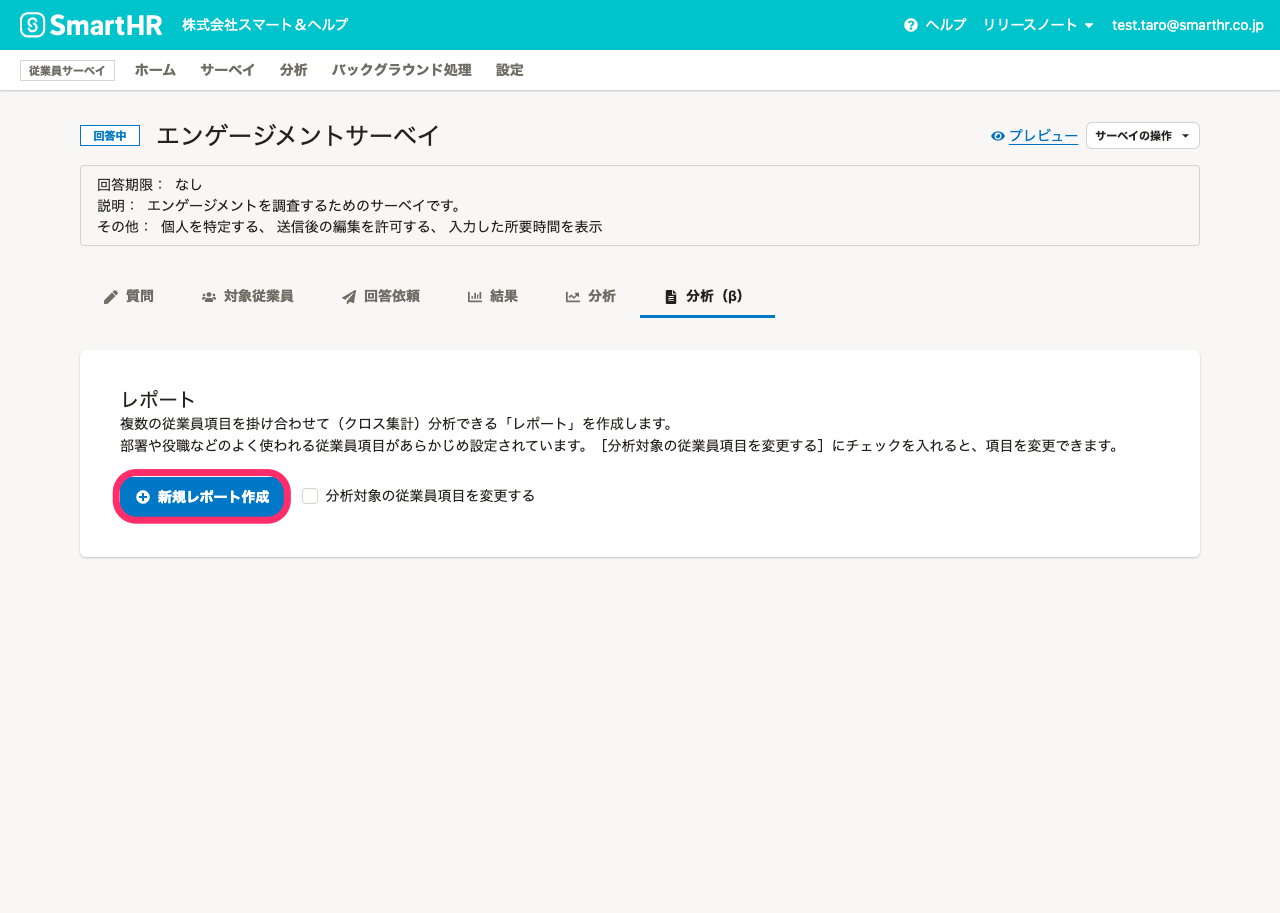 SmartHR 株式会社スマート＆ヘルプ ヘルプ リリースノート test.taro@smarthr.co.jp
従業員サーベイ ホーム サーベイ 分析 バックグラウンド処理 設定
回答中 エンゲージメントサーベイ プレビュー サーベイの操作
回答期限： なし
説明： エンゲージメントを調査するためのサーベイです。
その他： 個人を特定する、 送信後の編集を許可する、 入力した所要時間を表示
質問 対象従業員 回答依頼 結果 分析 分析（β）
レポート
複数の従業員項目を掛け合わせて（クロス集計）分析できる「レポート」を作成します。
部署や役職などのよく使われる従業員項目があらかじめ設定されています。［分析対象の従業員項目を変更する］にチェックを入れると、項目を変更できます。
新規レポート作成 分析対象の従業員項目を変更する